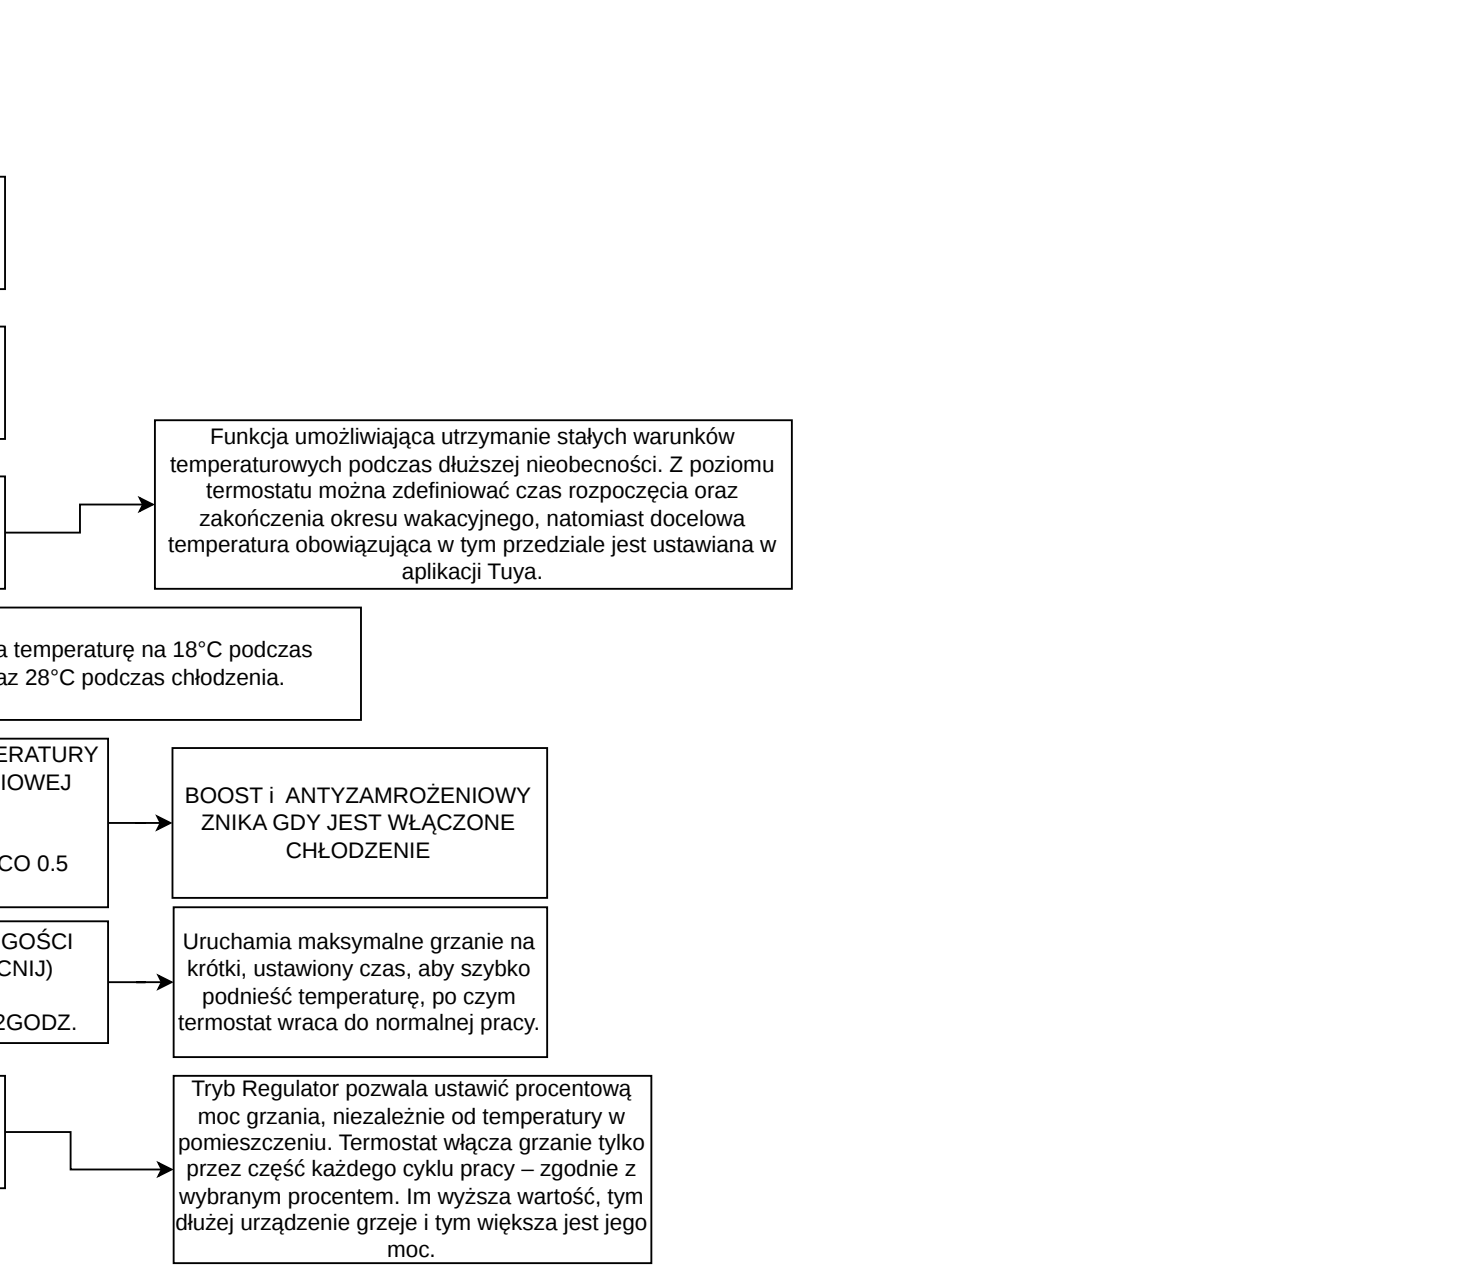 Funkcja umożliwiająca utrzymanie stałych warunków
temperaturowych podczas dłuższej nieobecności. Z poziomu
termostatu można zdefiniować czas rozpoczęcia oraz
zakończenia okresu wakacyjnego, natomiast docelowa
temperatura obowiązująca w tym przedziale jest ustawiana w
aplikacji Tuya.
a temperaturę na 18°C podczas
az 28°C podczas chłodzenia.
ERATURY
IOWEJ
CO 0.5
BOOST i  ANTYZAMROŻENIOWY
ZNIKA GDY JEST WŁĄCZONE
CHŁODZENIE
GOŚCI
CNIJ)
2GODZ.
Uruchamia maksymalne grzanie na
krótki, ustawiony czas, aby szybko
podnieść temperaturę, po czym
termostat wraca do normalnej pracy.
Tryb Regulator pozwala ustawić procentową
moc grzania, niezależnie od temperatury w
pomieszczeniu. Termostat włącza grzanie tylko
przez część każdego cyklu pracy – zgodnie z
wybranym procentem. Im wyższa wartość, tym
dłużej urządzenie grzeje i tym większa jest jego
moc.